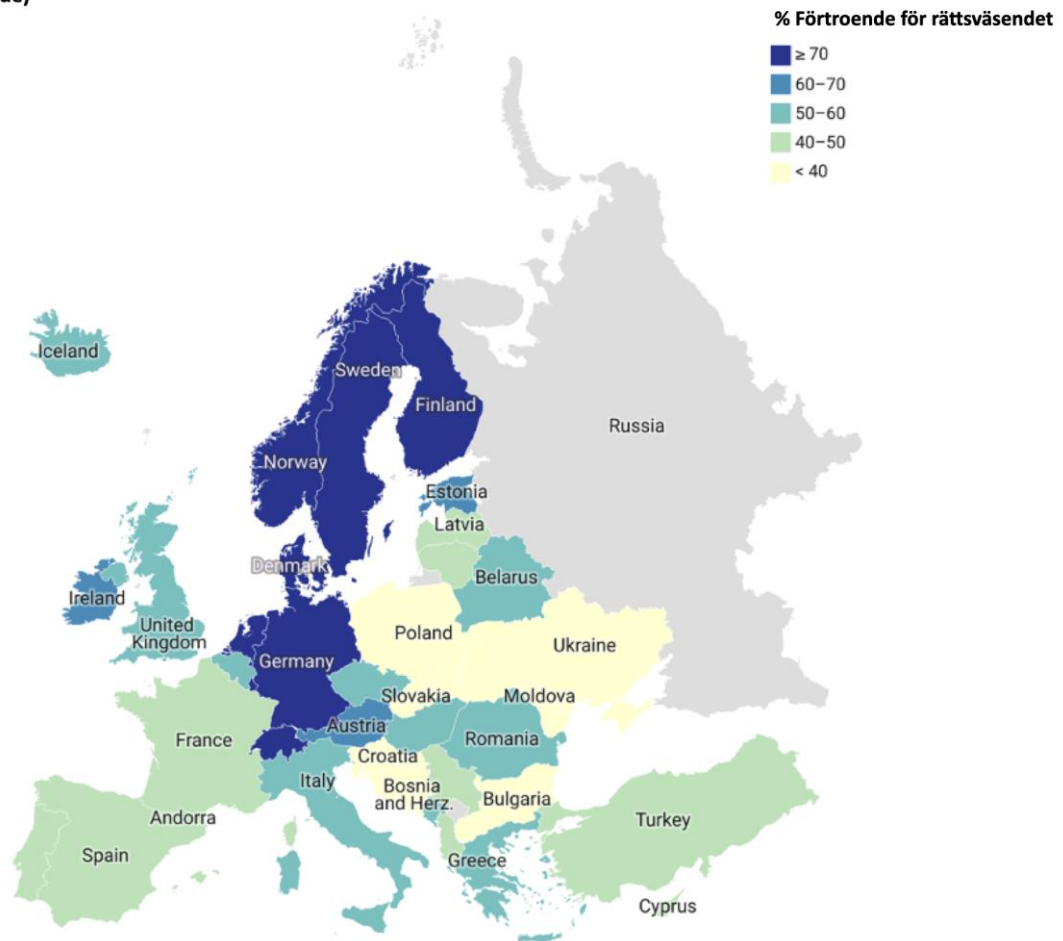 % Förtroende för rättsväsendet
≥ 70
60–70
50–60
40–50
< 40
Iceland
Sweden
Finland
Russia
Norway
Estonia
Latvia
Denmark
Belarus
Ireland
United
Kingdom
Poland
Ukraine
Germany
Slovakia
Moldova
Austria
France
Romania
Croatia
Italy
Bosnia
and Herz.
Bulgaria
Andorra
Turkey
Spain
Greece
Cyprus